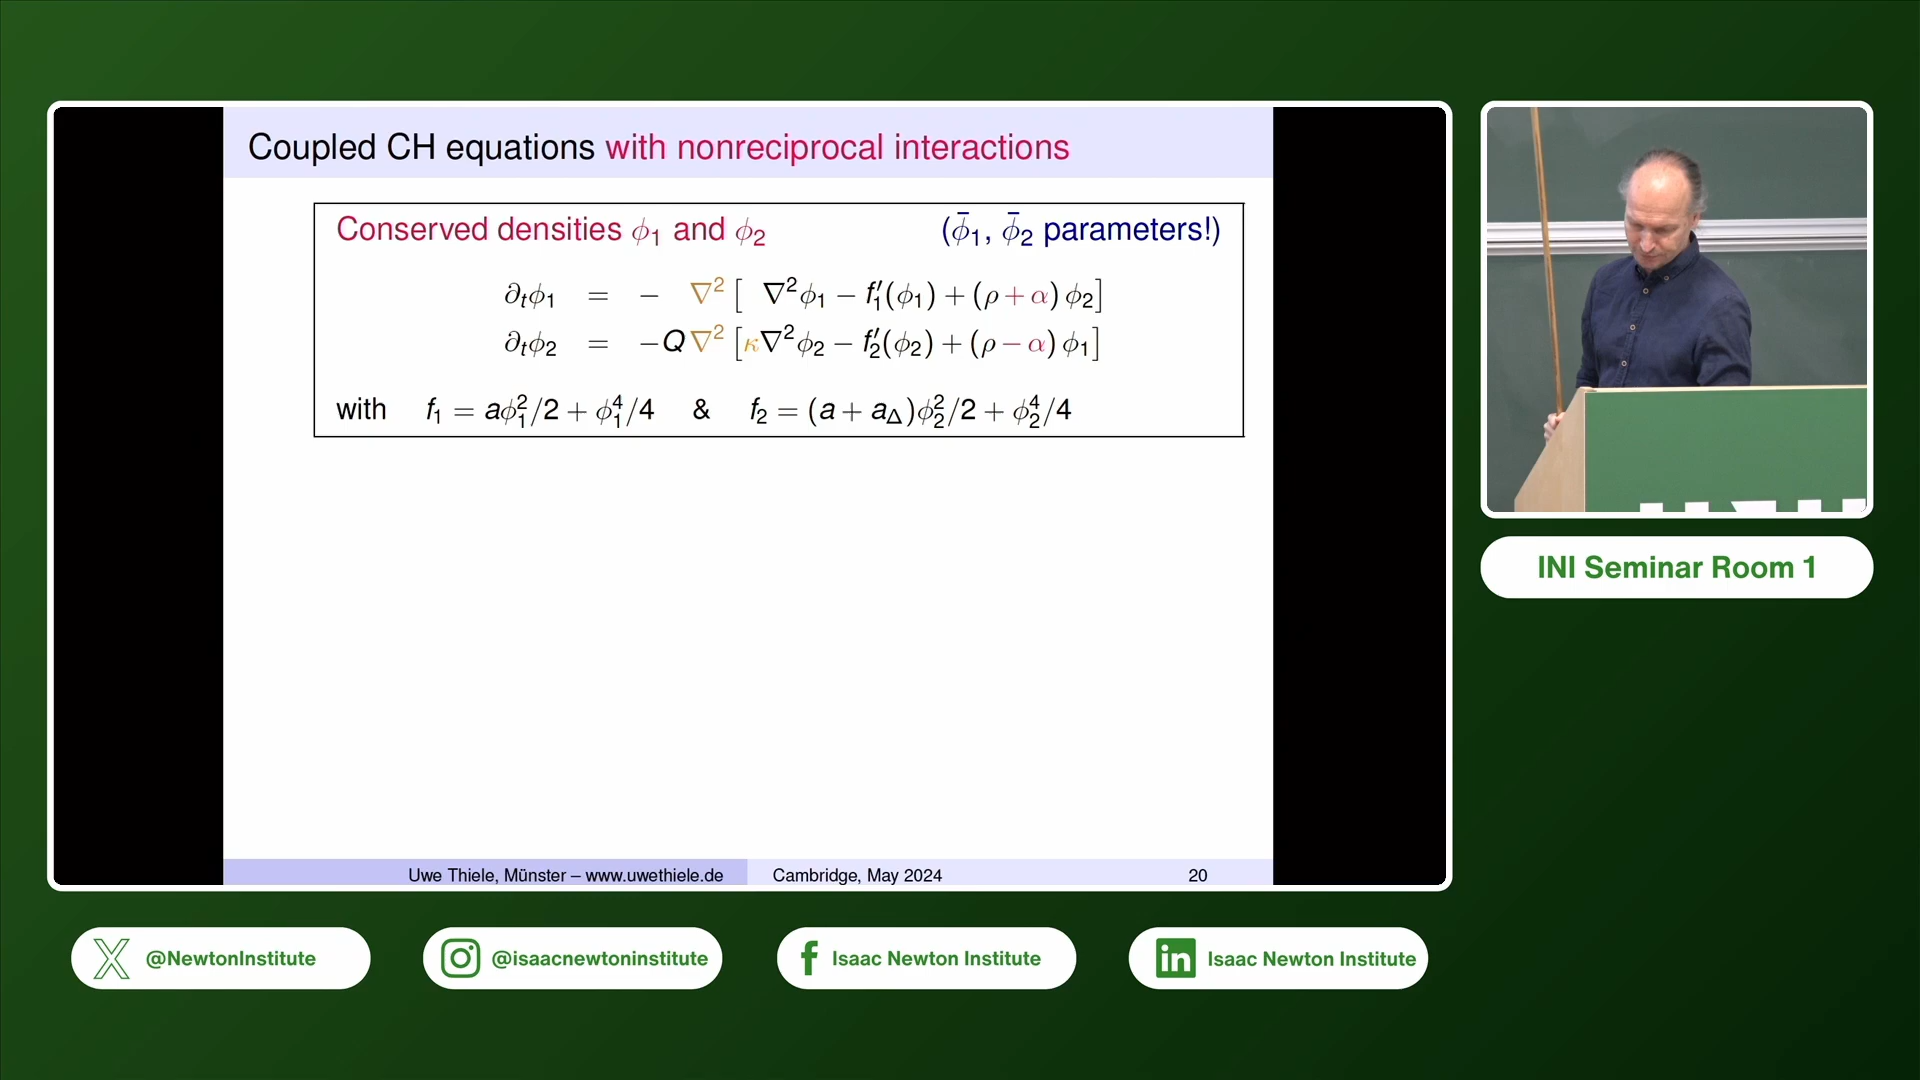 Coupled CH equations with nonreciprocal interactions
Conserved densities ϕ₁ and ϕ₂ (ϕ̄₁, ϕ̄₂ parameters!)
∂ₜϕ₁ = − ∇² [ ∇²ϕ₁ − f₁′(ϕ₁) + (ρ + α) ϕ₂]
∂ₜϕ₂ = −Q ∇² [κ∇²ϕ₂ − f₂′(ϕ₂) + (ρ − α) ϕ₁]
with f₁ = aϕ₁²/2 + ϕ₁⁴/4 & f₂ = (a + a_Δ)ϕ₂²/2 + ϕ₂⁴/4
Uwe Thiele, Münster – www.uwethiele.de Cambridge, May 2024 20
INI Seminar Room 1
@NewtonInstitute
@isaacnewtoninstitute
Isaac Newton Institute
Isaac Newton Institute